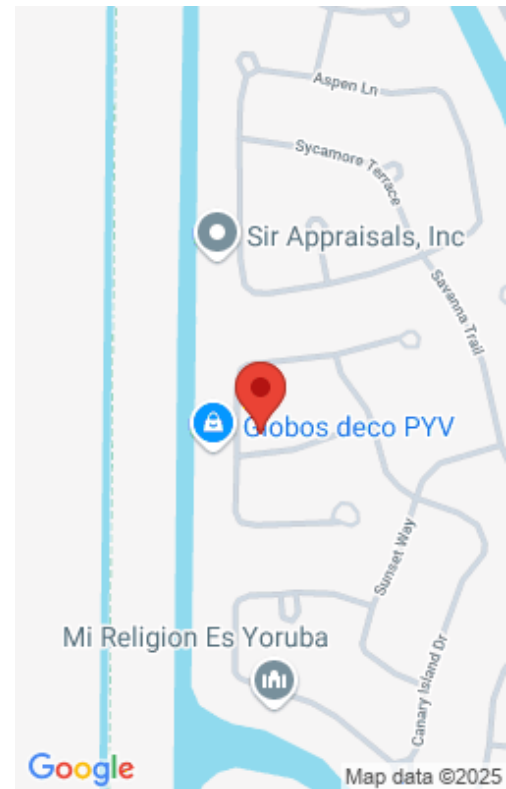 Aspen Ln
Sycamore Terrace
Sir Appraisals, Inc
Savanna Trail
Globos deco PYV
Sunset Way
Mi Religion Es Yoruba
Canary Island Dr
Google
Map data ©2025